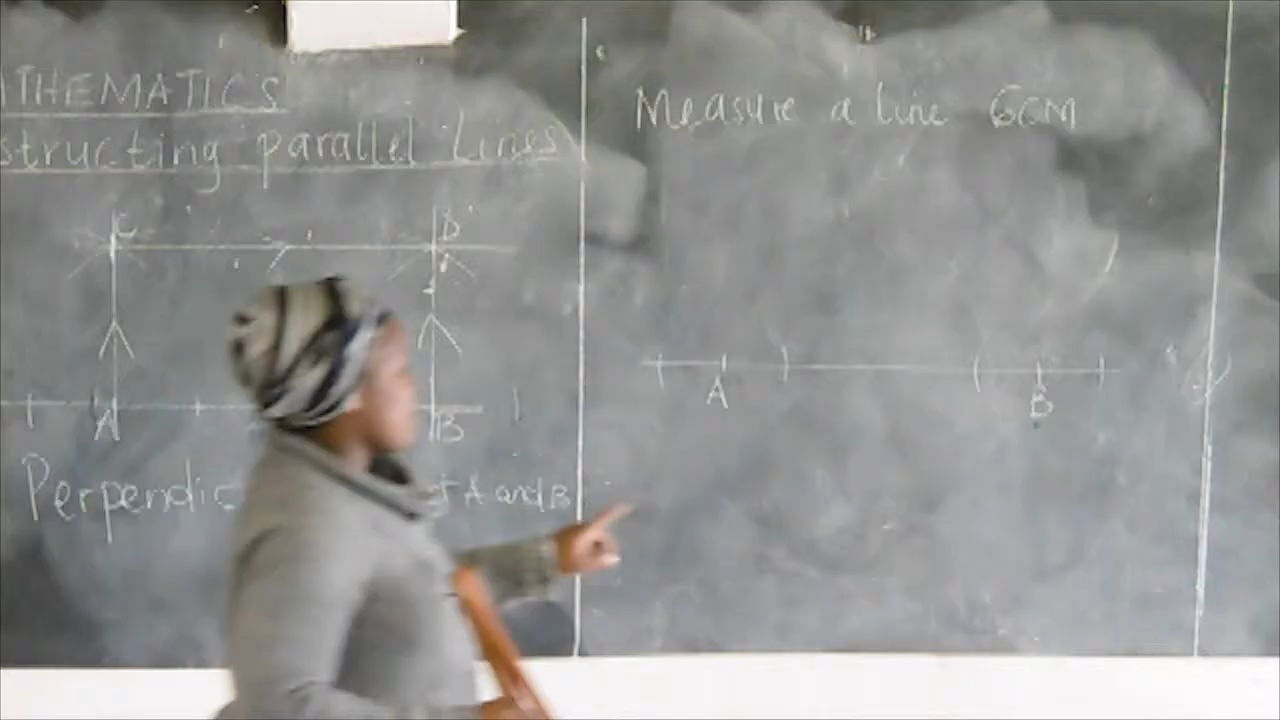 THEMATICS
structing parallel Lines
C D
A B
Perpendic t A and B
Measure a line 6cm
A B